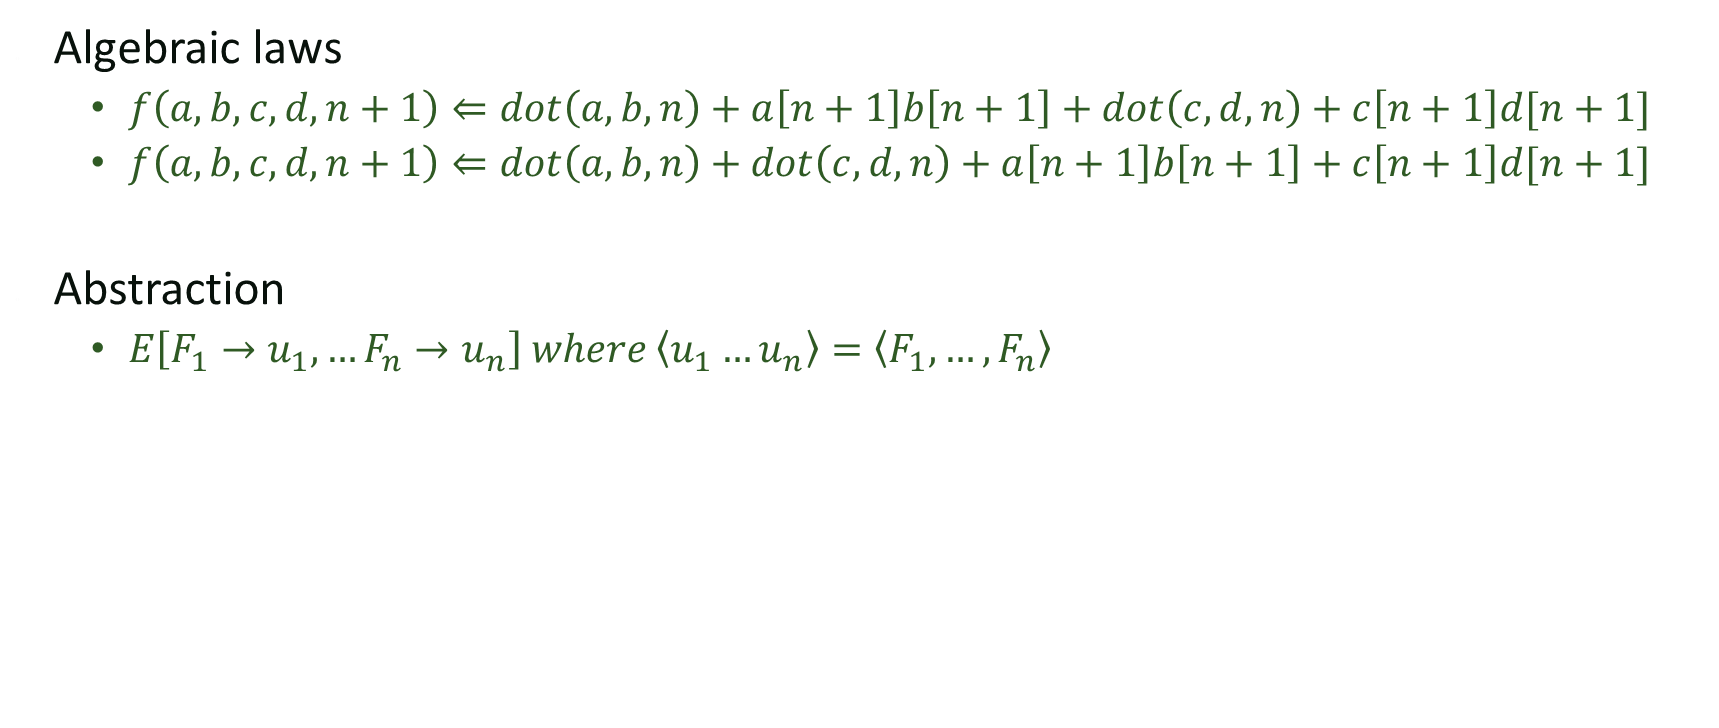 Algebraic laws
• f(a, b, c, d, n + 1) ⇐ dot(a, b, n) + a[n + 1]b[n + 1] + dot(c, d, n) + c[n + 1]d[n + 1]
• f(a, b, c, d, n + 1) ⇐ dot(a, b, n) + dot(c, d, n) + a[n + 1]b[n + 1] + c[n + 1]d[n + 1]
Abstraction
• E[F₁ → u₁, … Fₙ → uₙ] where ⟨u₁ … uₙ⟩ = ⟨F₁, … , Fₙ⟩